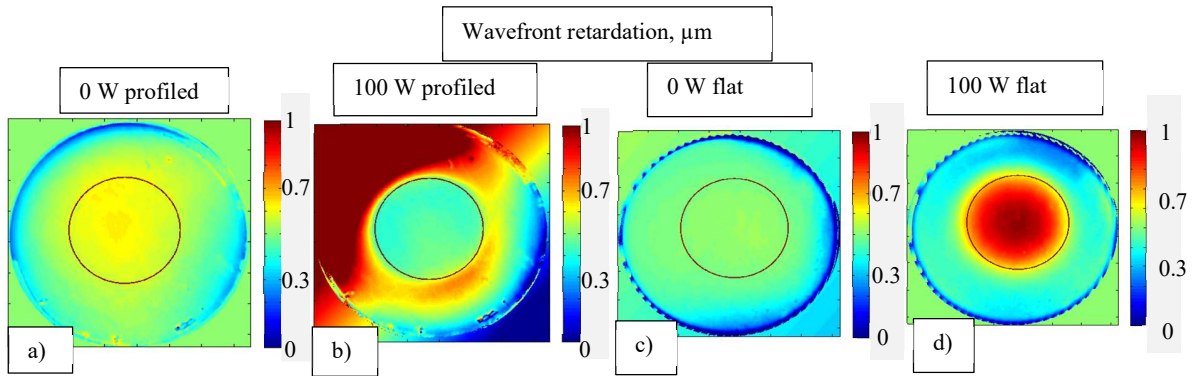 Wavefront retardation, µm
0 W profiled
100 W profiled
0 W flat
100 W flat
1
0.7
0.3
0
1
0.7
0.3
0
1
0.7
0.3
0
1
0.7
0.3
0
a)
b)
c)
d)